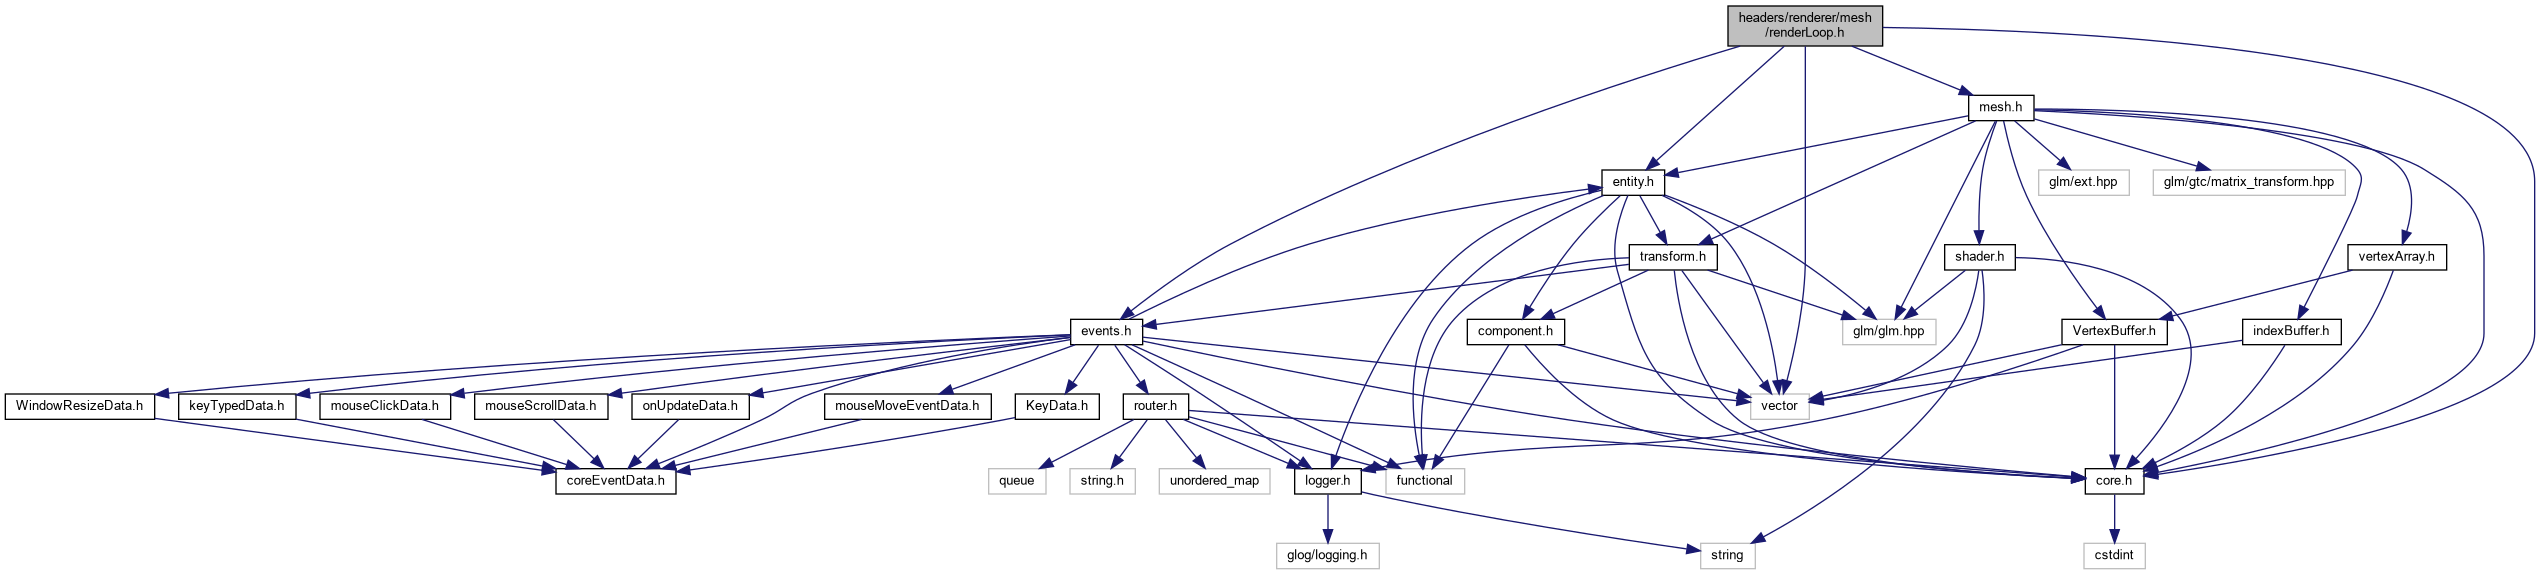 headers/renderer/mesh
/renderLoop.h
mesh.h
entity.h
glm/ext.hpp
glm/gtc/matrix_transform.hpp
transform.h
shader.h
vertexArray.h
events.h
component.h
glm/glm.hpp
VertexBuffer.h
indexBuffer.h
WindowResizeData.h
keyTypedData.h
mouseClickData.h
mouseScrollData.h
onUpdateData.h
mouseMoveEventData.h
KeyData.h
router.h
vector
coreEventData.h
queue
string.h
unordered_map
logger.h
functional
core.h
glog/logging.h
string
cstdint